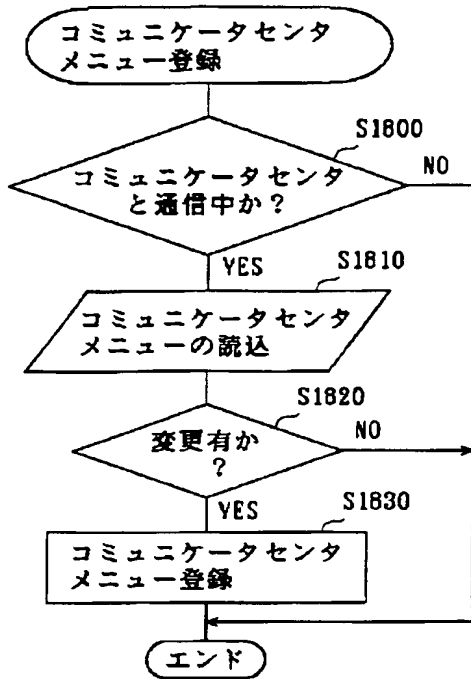 コミュニケータセンタ
メニュー登録
S1800
コミュニケータセンタ
と通信中か？
NO
YES
S1810
コミュニケータセンタ
メニューの読込
S1820
変更有か
？
NO
YES
S1830
コミュニケータセンタ
メニュー登録
エンド